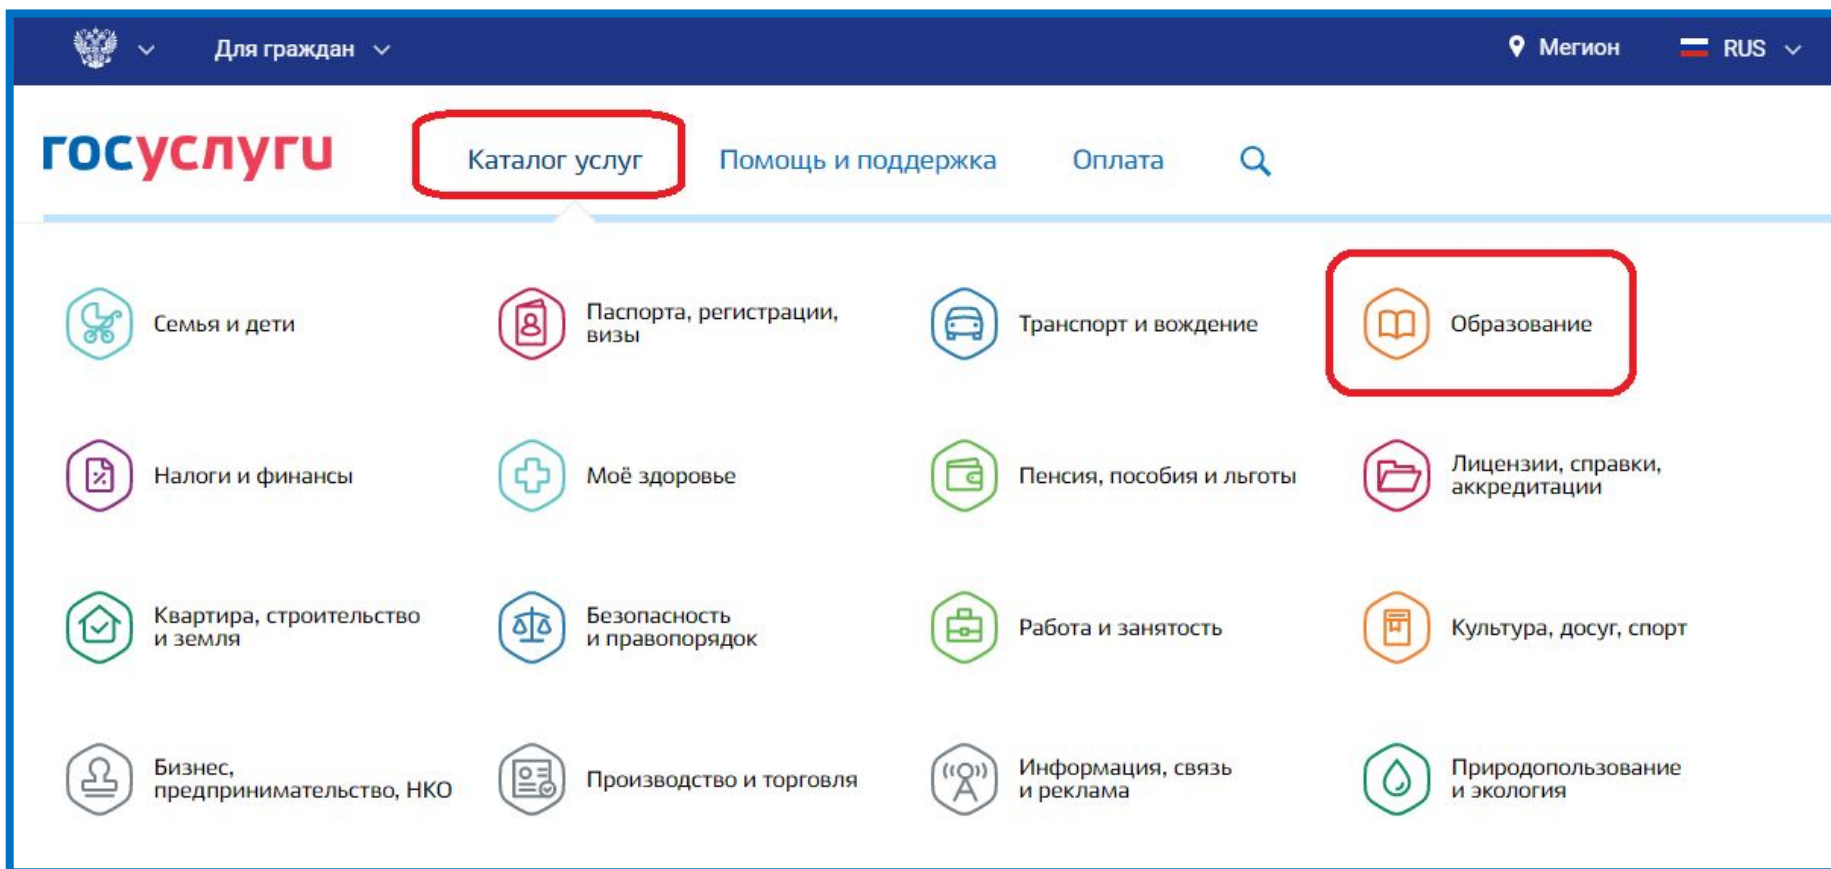 Для граждан
Мегион
RUS
госуслуги
Каталог услуг
Помощь и поддержка
Оплата
Семья и дети
Паспорта, регистрации,
визы
Транспорт и вождение
Образование
Налоги и финансы
Моё здоровье
Пенсия, пособия и льготы
Лицензии, справки,
аккредитации
Квартира, строительство
и земля
Безопасность
и правопорядок
Работа и занятость
Культура, досуг, спорт
Бизнес,
предпринимательство, НКО
Производство и торговля
Информация, связь
и реклама
Природопользование
и экология